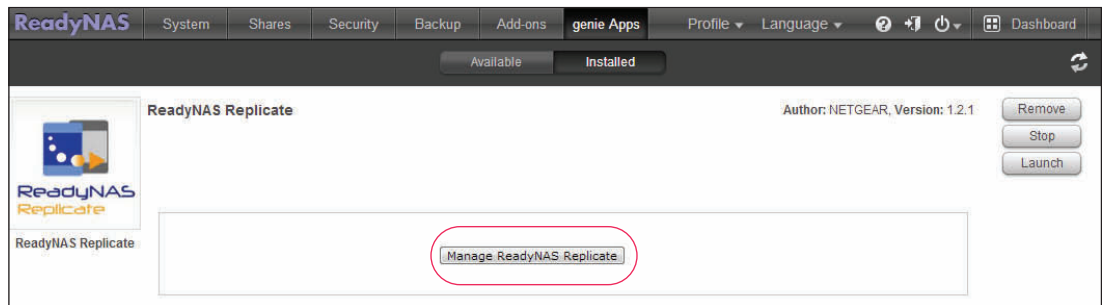 ReadyNAS System Shares Security Backup Add-ons genie Apps Profile Language Dashboard
Available Installed
ReadyNAS Replicate Author: NETGEAR, Version: 1.2.1 Remove
Stop
Launch
ReadyNAS
Replicate
ReadyNAS Replicate
Manage ReadyNAS Replicate